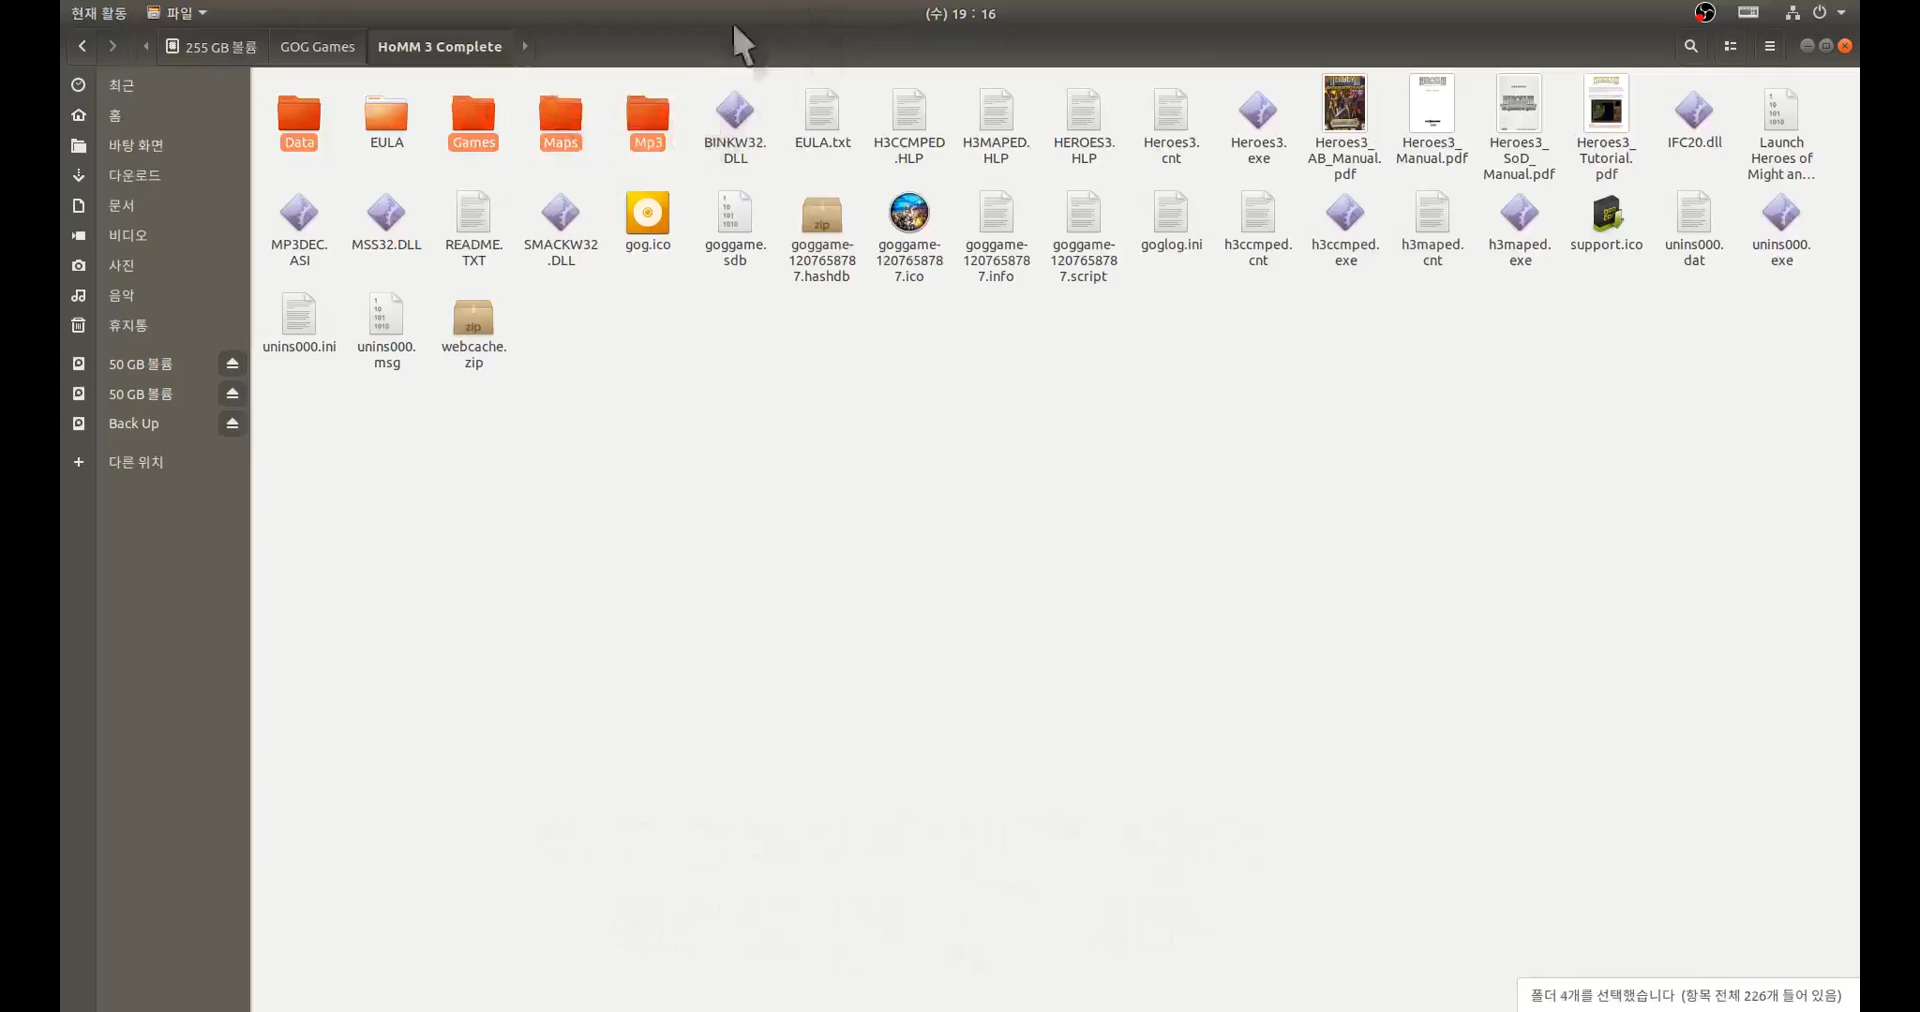 현재 활동 파일 (수) 19 : 16
255 GB 볼륨 GOG Games HoMM 3 Complete
최근
홈
바탕 화면
다운로드
문서
비디오
사진
음악
휴지통
50 GB 볼륨
50 GB 볼륨
Back Up
다른 위치
Data
EULA
Games
Maps
Mp3
BINKW32.
DLL
EULA.txt
H3CCMPED
.HLP
H3MAPED.
HLP
HEROES3.
HLP
Heroes3.
cnt
Heroes3.
exe
Heroes3_
AB_Manual.
pdf
Heroes3_
Manual.pdf
Heroes3_
SoD_
Manual.pdf
Heroes3_
Tutorial.
pdf
IFC20.dll
Launch
Heroes of
Might an...
MP3DEC.
ASI
MSS32.DLL
README.
TXT
SMACKW32
.DLL
gog.ico
goggame.
sdb
goggame-
120765878
7.hashdb
goggame-
120765878
7.ico
goggame-
120765878
7.info
goggame-
120765878
7.script
goglog.ini
h3ccmped.
cnt
h3ccmped.
exe
h3maped.
cnt
h3maped.
exe
support.ico
unins000.
dat
unins000.
exe
unins000.ini
unins000.
msg
webcache.
zip
폴더 4개를 선택했습니다 (항목 전체 226개 들어 있음)